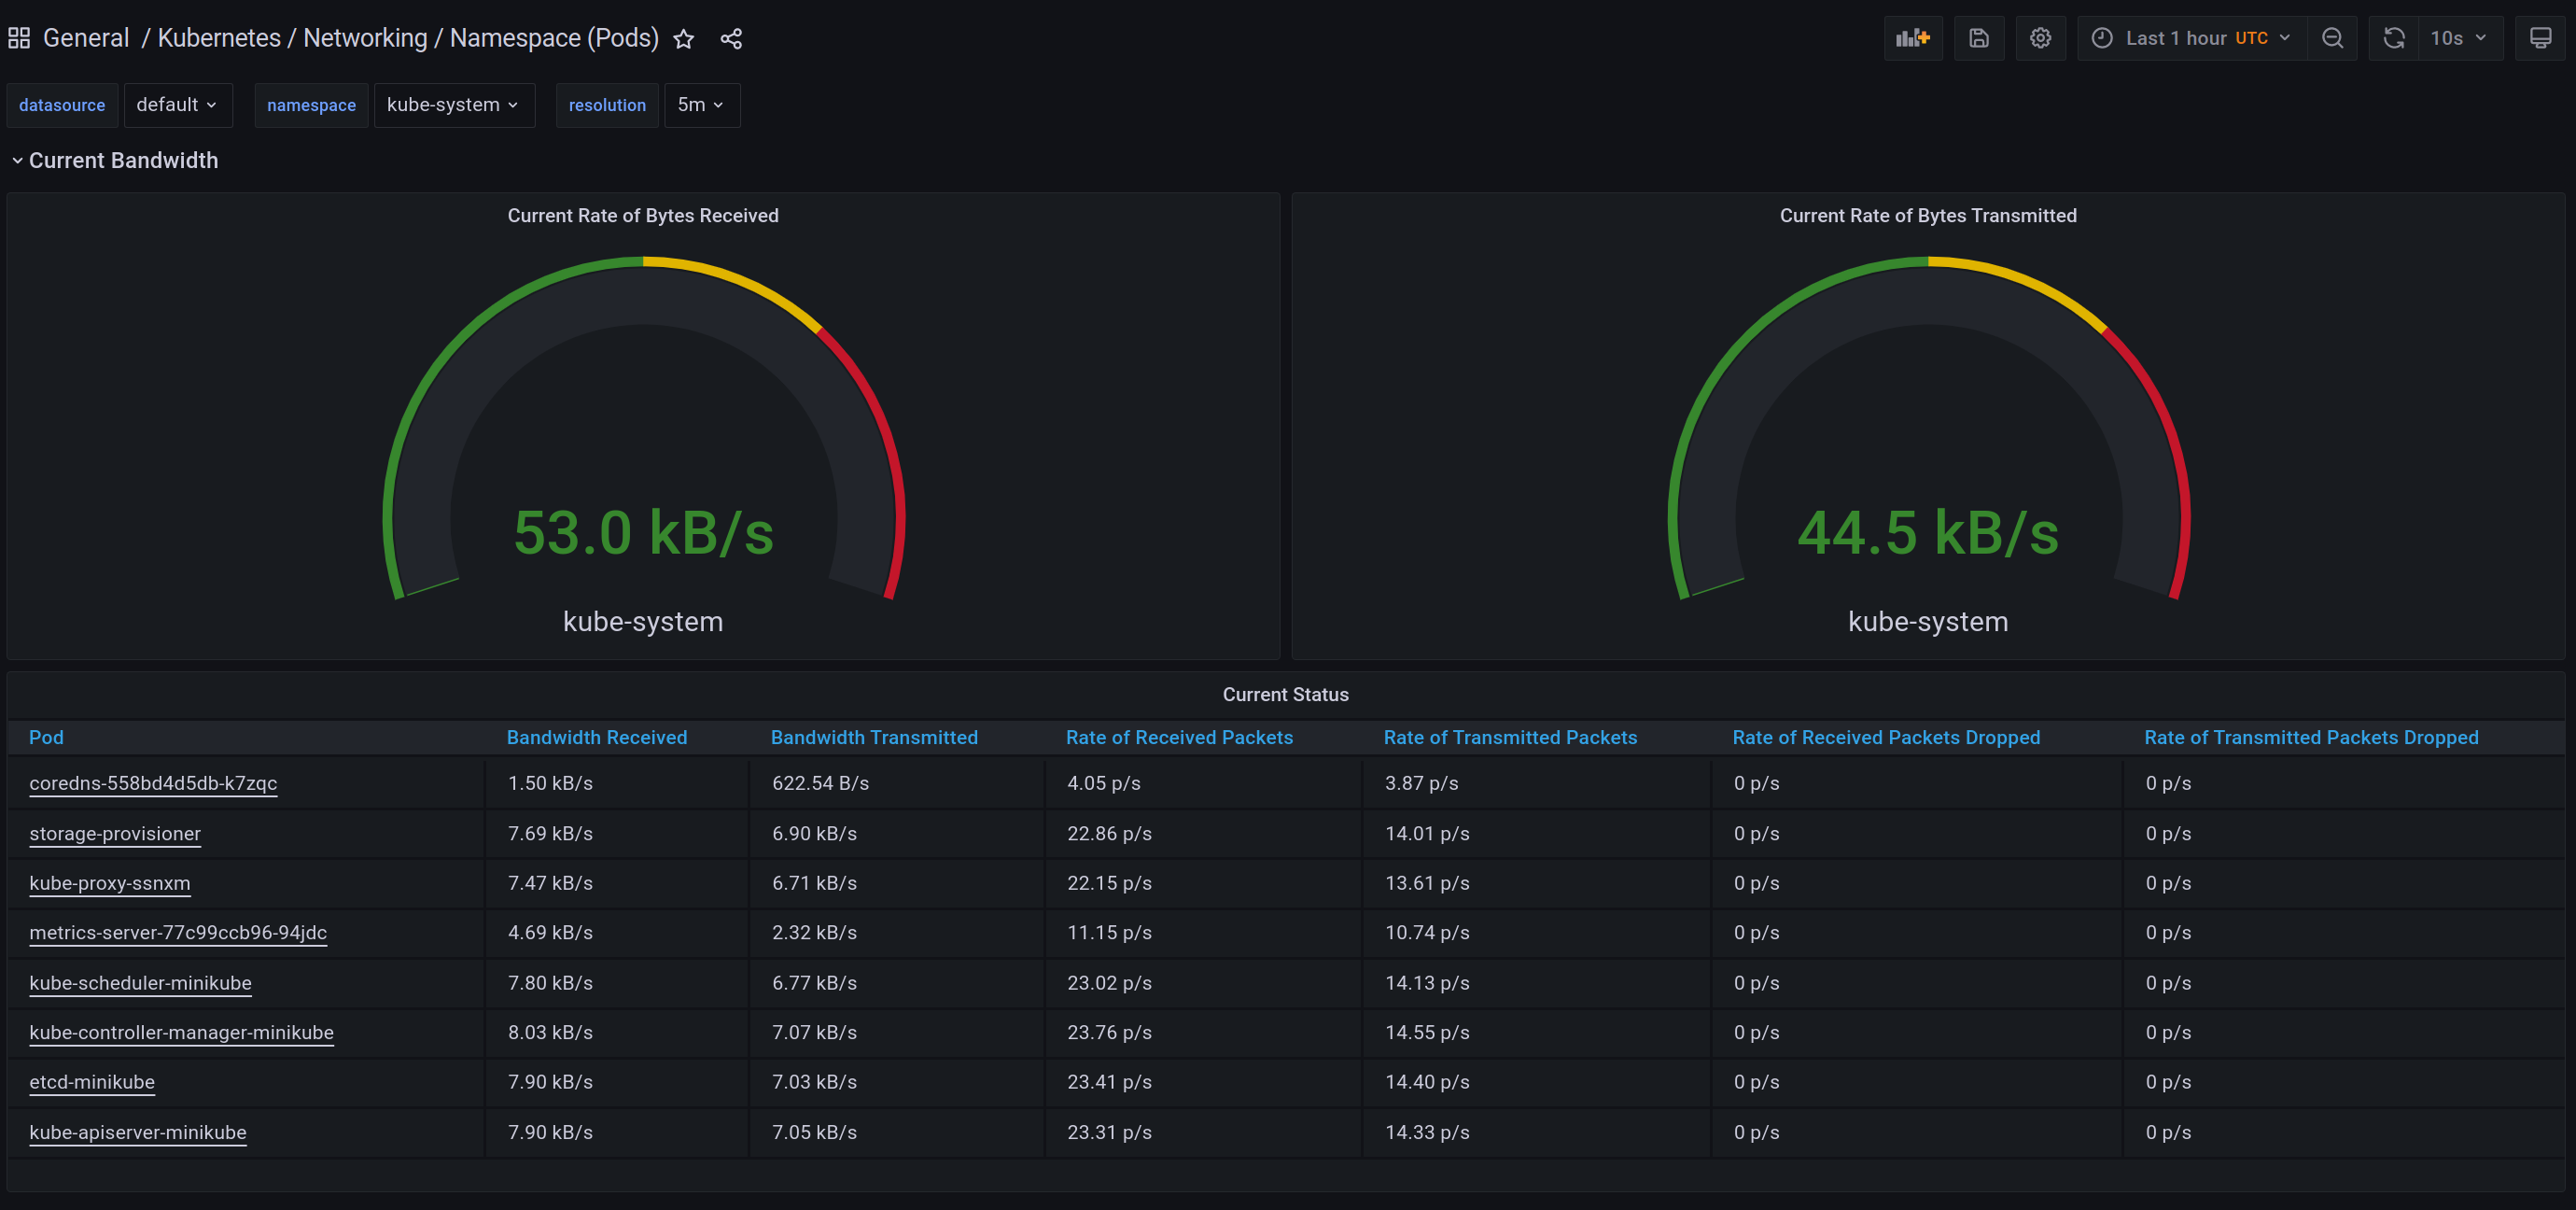 General / Kubernetes / Networking / Namespace (Pods)
Last 1 hour UTC
10s
datasource default namespace kube-system resolution 5m
Current Bandwidth
Current Rate of Bytes Received
53.0 kB/s
kube-system
Current Rate of Bytes Transmitted
44.5 kB/s
kube-system
Current Status
Pod Bandwidth Received Bandwidth Transmitted Rate of Received Packets Rate of Transmitted Packets Rate of Received Packets Dropped Rate of Transmitted Packets Dropped
coredns-558bd4d5db-k7zqc 1.50 kB/s 622.54 B/s 4.05 p/s 3.87 p/s 0 p/s 0 p/s
storage-provisioner 7.69 kB/s 6.90 kB/s 22.86 p/s 14.01 p/s 0 p/s 0 p/s
kube-proxy-ssnxm 7.47 kB/s 6.71 kB/s 22.15 p/s 13.61 p/s 0 p/s 0 p/s
metrics-server-77c99ccb96-94jdc 4.69 kB/s 2.32 kB/s 11.15 p/s 10.74 p/s 0 p/s 0 p/s
kube-scheduler-minikube 7.80 kB/s 6.77 kB/s 23.02 p/s 14.13 p/s 0 p/s 0 p/s
kube-controller-manager-minikube 8.03 kB/s 7.07 kB/s 23.76 p/s 14.55 p/s 0 p/s 0 p/s
etcd-minikube 7.90 kB/s 7.03 kB/s 23.41 p/s 14.40 p/s 0 p/s 0 p/s
kube-apiserver-minikube 7.90 kB/s 7.05 kB/s 23.31 p/s 14.33 p/s 0 p/s 0 p/s